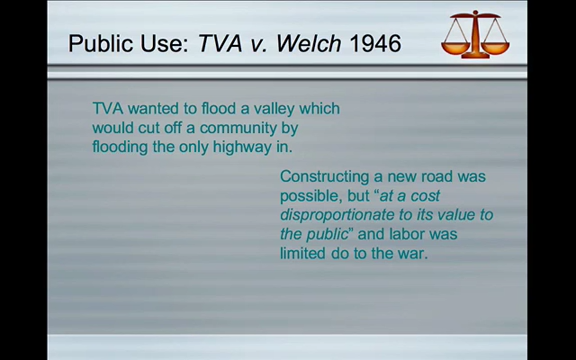 Public Use: TVA v. Welch 1946
TVA wanted to flood a valley which
would cut off a community by
flooding the only highway in.
Constructing a new road was
possible, but “at a cost
disproportionate to its value to
the public” and labor was
limited do to the war.